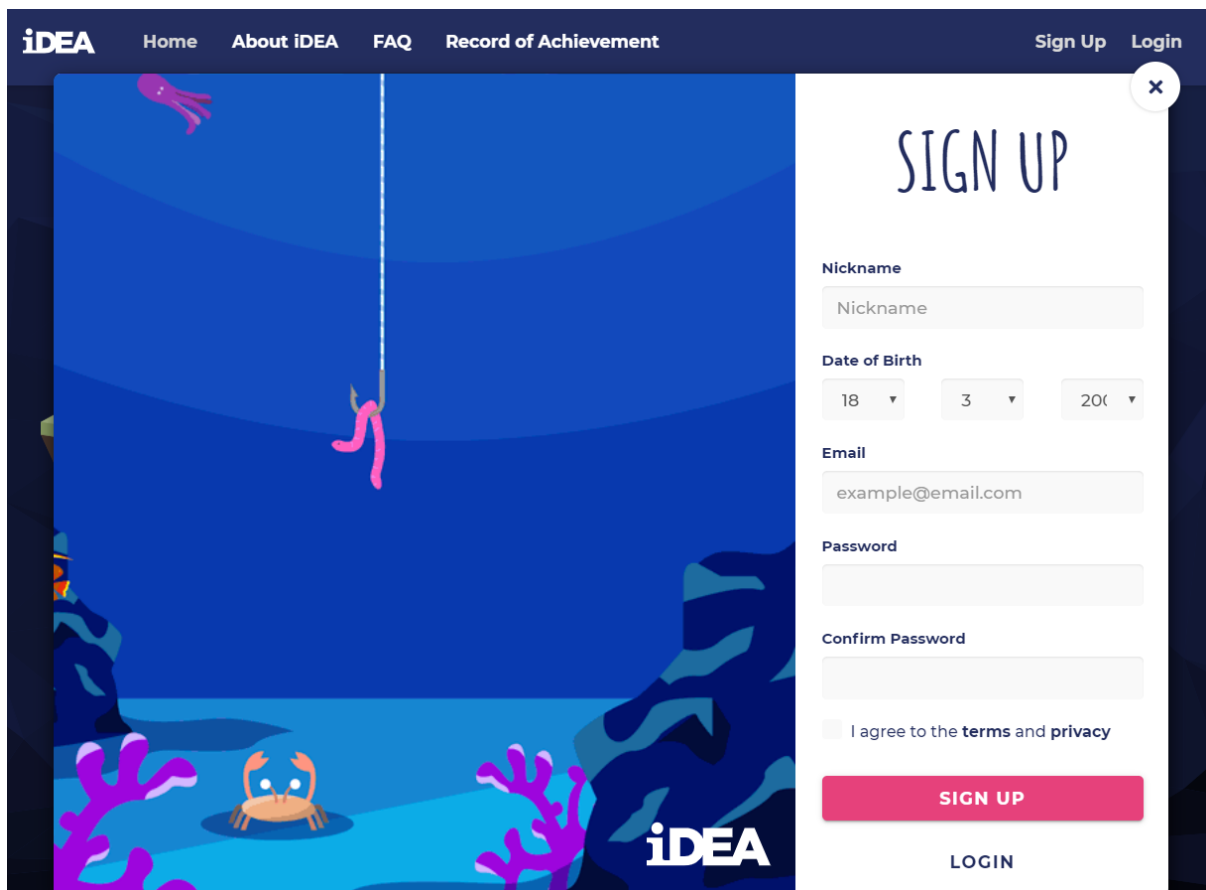 iDEA Home About iDEA FAQ Record of Achievement Sign Up Login
SIGN UP
Nickname
Nickname
Date of Birth
18 3 200
Email
example@email.com
Password
Confirm Password
I agree to the terms and privacy
SIGN UP
LOGIN
iDEA